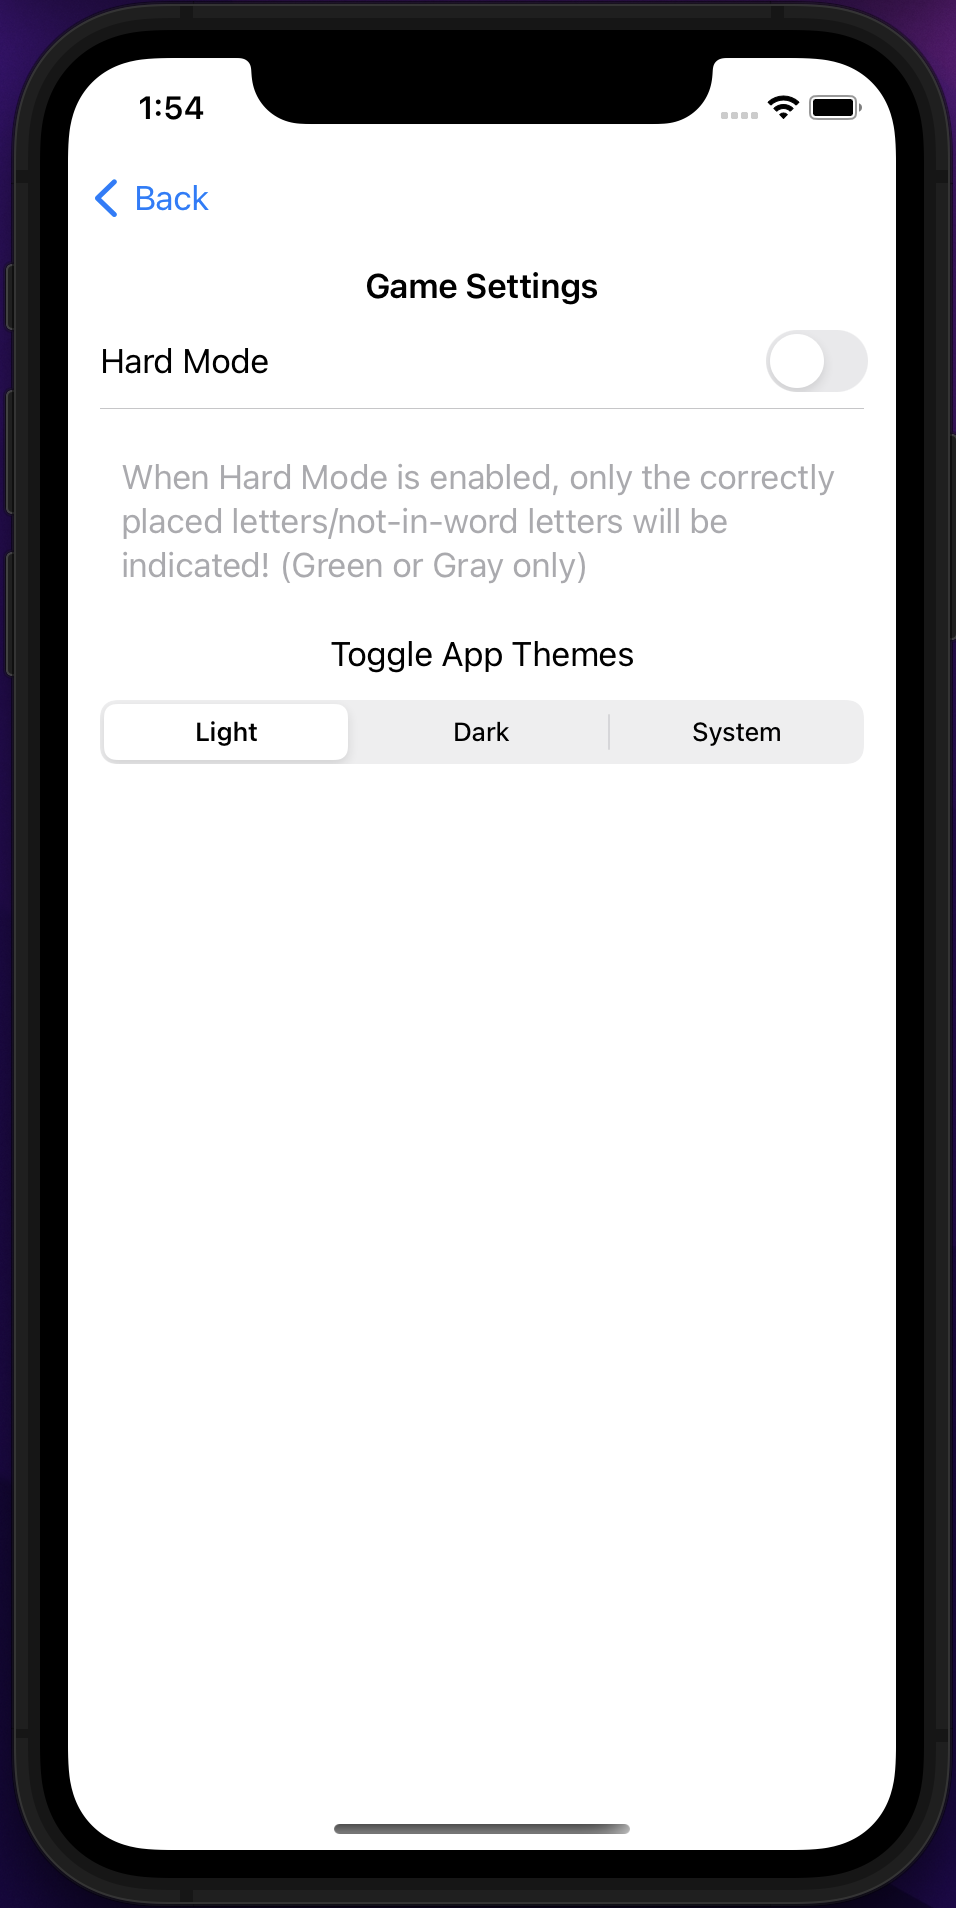 1:54
Back
Game Settings
Hard Mode
When Hard Mode is enabled, only the correctly
placed letters/not-in-word letters will be
indicated! (Green or Gray only)
Toggle App Themes
Light Dark System